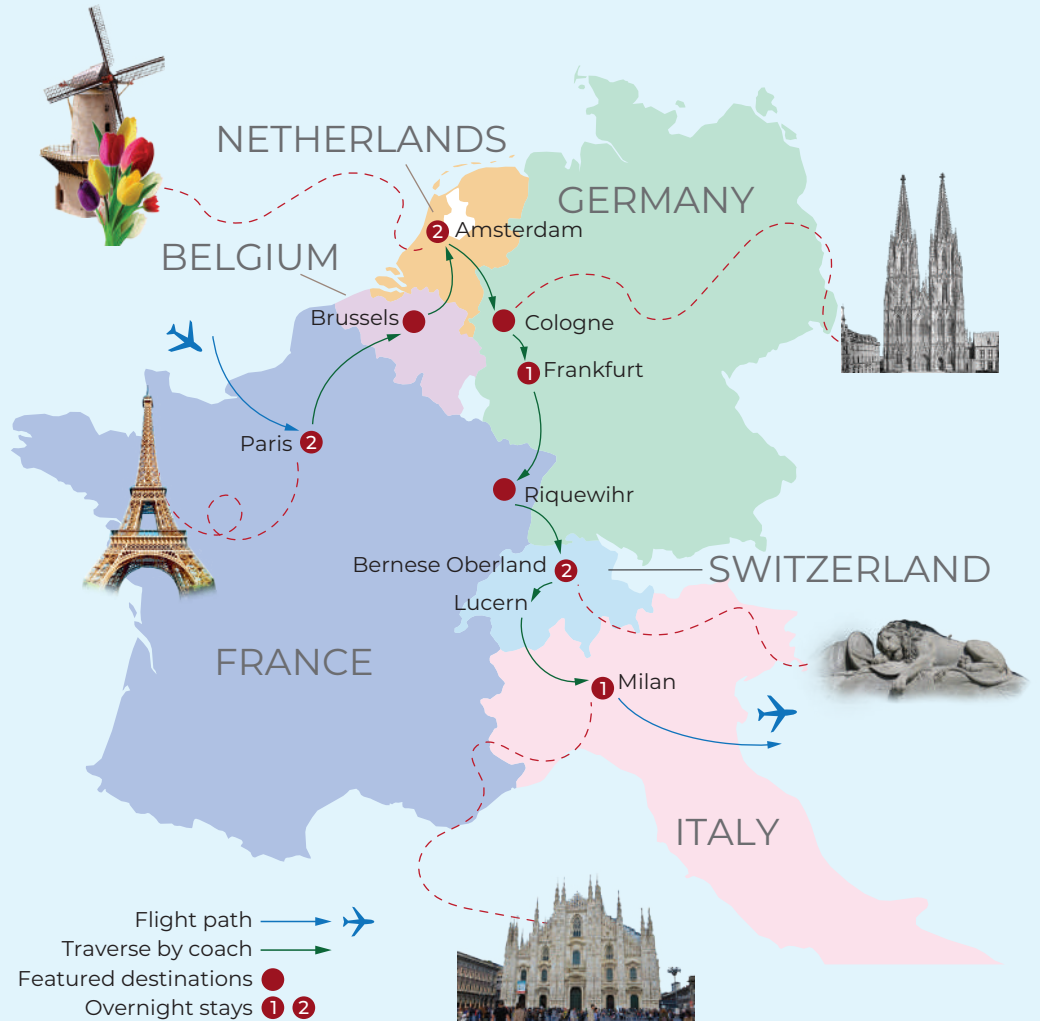 NETHERLANDS
GERMANY
2 Amsterdam
BELGIUM
Brussels
Cologne
1 Frankfurt
Paris 2
Riquewihr
Bernese Oberland 2
SWITZERLAND
Lucern
FRANCE
1 Milan
ITALY
Flight path
Traverse by coach
Featured destinations
Overnight stays 1 2